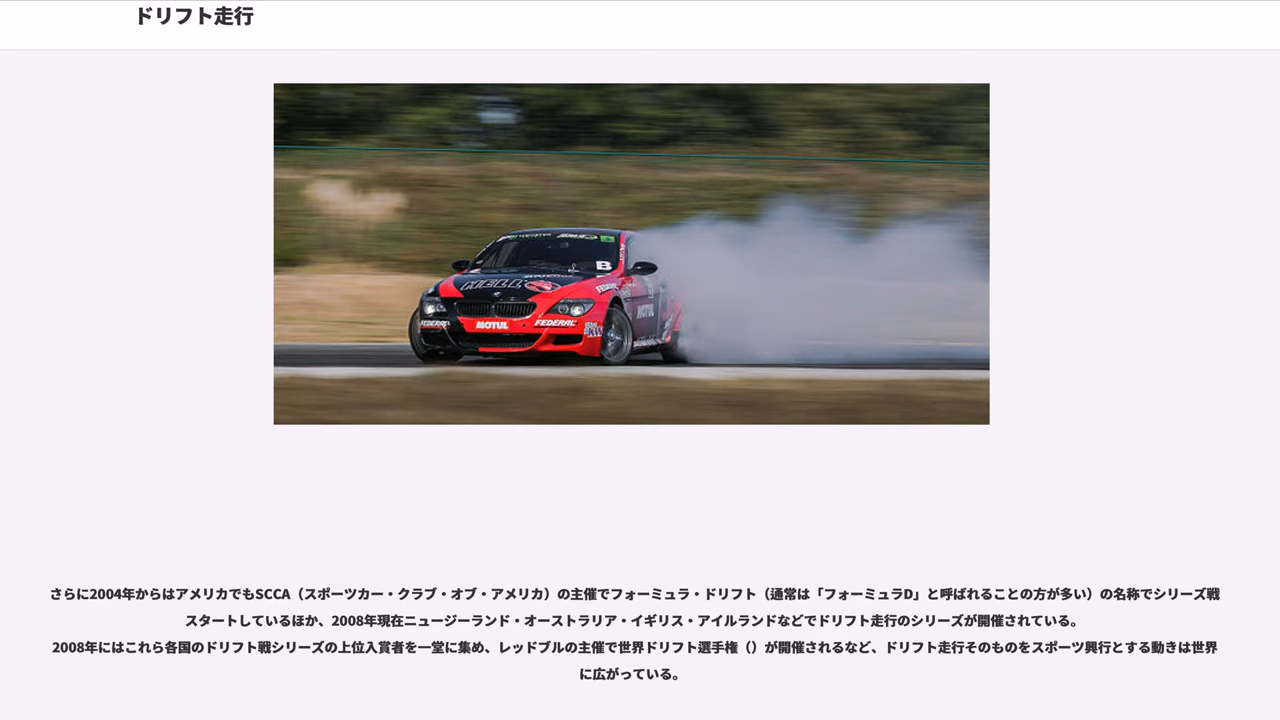 ドリフト走行
B
HELL
FEDERAL
MOTUL
FEDERAL
FEDERAL
MOTUL
さらに2004年からはアメリカでもSCCA（スポーツカー・クラブ・オブ・アメリカ）の主催でフォーミュラ・ドリフト（通常は「フォーミュラD」と呼ばれることの方が多い）の名称でシリーズ戦
スタートしているほか、2008年現在ニュージーランド・オーストラリア・イギリス・アイルランドなどでドリフト走行のシリーズが開催されている。
2008年にはこれら各国のドリフト戦シリーズの上位入賞者を一堂に集め、レッドブルの主催で世界ドリフト選手権（）が開催されるなど、ドリフト走行そのものをスポーツ興行とする動きは世界
に広がっている。